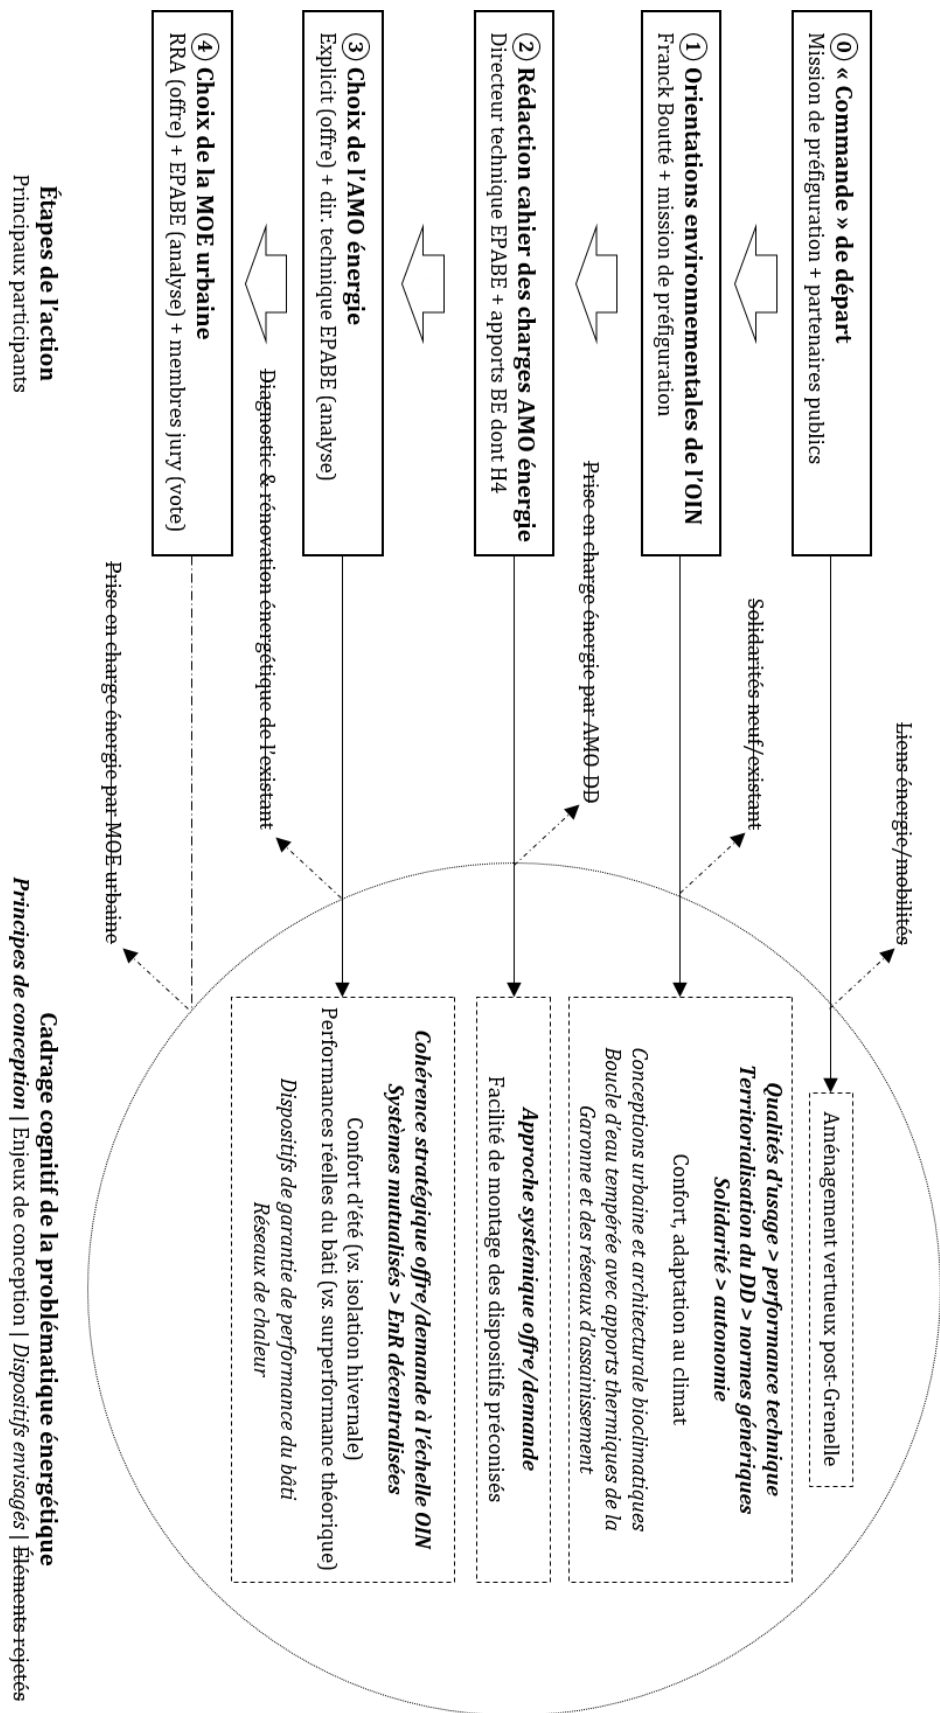 ⓪ « Commande » de départ
Mission de préfiguration + partenaires publics
① Orientations environnementales de l'OIN
Franck Boutté + mission de préfiguration
② Rédaction cahier des charges AMO énergie
Directeur technique EPABE + apports BE dont H4
③ Choix de l'AMO énergie
Explicit (offre) + dir. technique EPABE (analyse)
④ Choix de la MOE urbaine
RRA (offre) + EPABE (analyse) + membres jury (vote)
Étapes de l'action
Principaux participants
Liens énergie/mobilités
Solidarités neuf/existant
Prise en charge énergie par AMO DD
Diagnostic & rénovation énergétique de l'existant
Prise en charge énergie par MOE urbaine
Aménagement vertueux post-Grenelle
Qualités d'usage > performance technique
Territorialisation du DD > normes génériques
Solidarité > autonomie
Confort, adaptation au climat
Conceptions urbaine et architecturale bioclimatiques
Boucle d'eau tempérée avec apports thermiques de la
Garonne et des réseaux d'assainissement
Approche systémique offre/demande
Facilité de montage des dispositifs préconisés
Cohérence stratégique offre/demande à l'échelle OIN
Systèmes mutualisés > EnR décentralisées
Confort d'été (vs. isolation hivernale)
Performances réelles du bâti (vs. surperformance théorique)
Dispositifs de garantie de performance du bâti
Réseaux de chaleur
Cadrage cognitif de la problématique énergétique
Principes de conception | Enjeux de conception | Dispositifs envisagés | Éléments rejetés